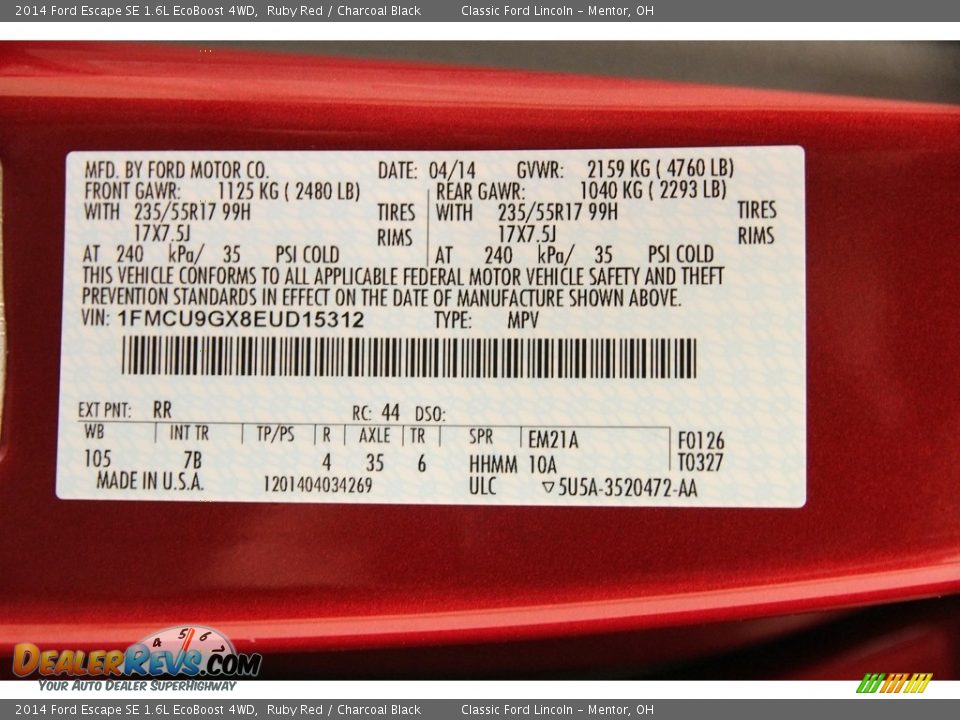 2014 Ford Escape SE 1.6L EcoBoost 4WD, Ruby Red / Charcoal Black Classic Ford Lincoln - Mentor, OH
MFD. BY FORD MOTOR CO. DATE: 04/14 GVWR: 2159 KG ( 4760 LB)
FRONT GAWR: 1125 KG ( 2480 LB) REAR GAWR: 1040 KG ( 2293 LB)
WITH 235/55R17 99H TIRES WITH 235/55R17 99H TIRES
17X7.5J RIMS 17X7.5J RIMS
AT 240 kPa/ 35 PSI COLD AT 240 kPa/ 35 PSI COLD
THIS VEHICLE CONFORMS TO ALL APPLICABLE FEDERAL MOTOR VEHICLE SAFETY AND THEFT
PREVENTION STANDARDS IN EFFECT ON THE DATE OF MANUFACTURE SHOWN ABOVE.
VIN: 1FMCU9GX8EUD15312 TYPE: MPV
EXT PNT: RR RC: 44 DSO:
WB INT TR TP/PS R AXLE TR SPR EM21A F0126
105 7B 4 35 6 HHMM 10A T0327
MADE IN U.S.A. 1201404034269 ULC ▽5U5A-3520472-AA
4 5 6 7
DEALERREVS.COM
YOUR AUTO DEALER SUPERHIGHWAY
2014 Ford Escape SE 1.6L EcoBoost 4WD, Ruby Red / Charcoal Black Classic Ford Lincoln - Mentor, OH